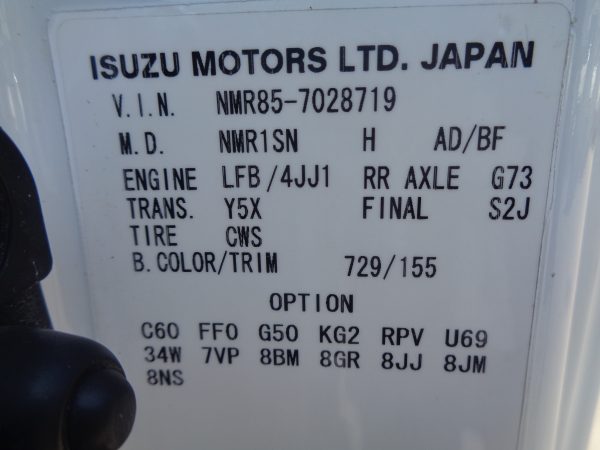 ISUZU MOTORS LTD. JAPAN
V.I.N. NMR85-7028719
M.D. NMR1SN H AD/BF
ENGINE LFB/4JJ1 RR AXLE G73
TRANS. Y5X FINAL S2J
TIRE CWS
B.COLOR/TRIM 729/155
OPTION
C60 FF0 G50 KG2 RPV U69
34W 7VP 8BM 8GR 8JJ 8JM
8NS